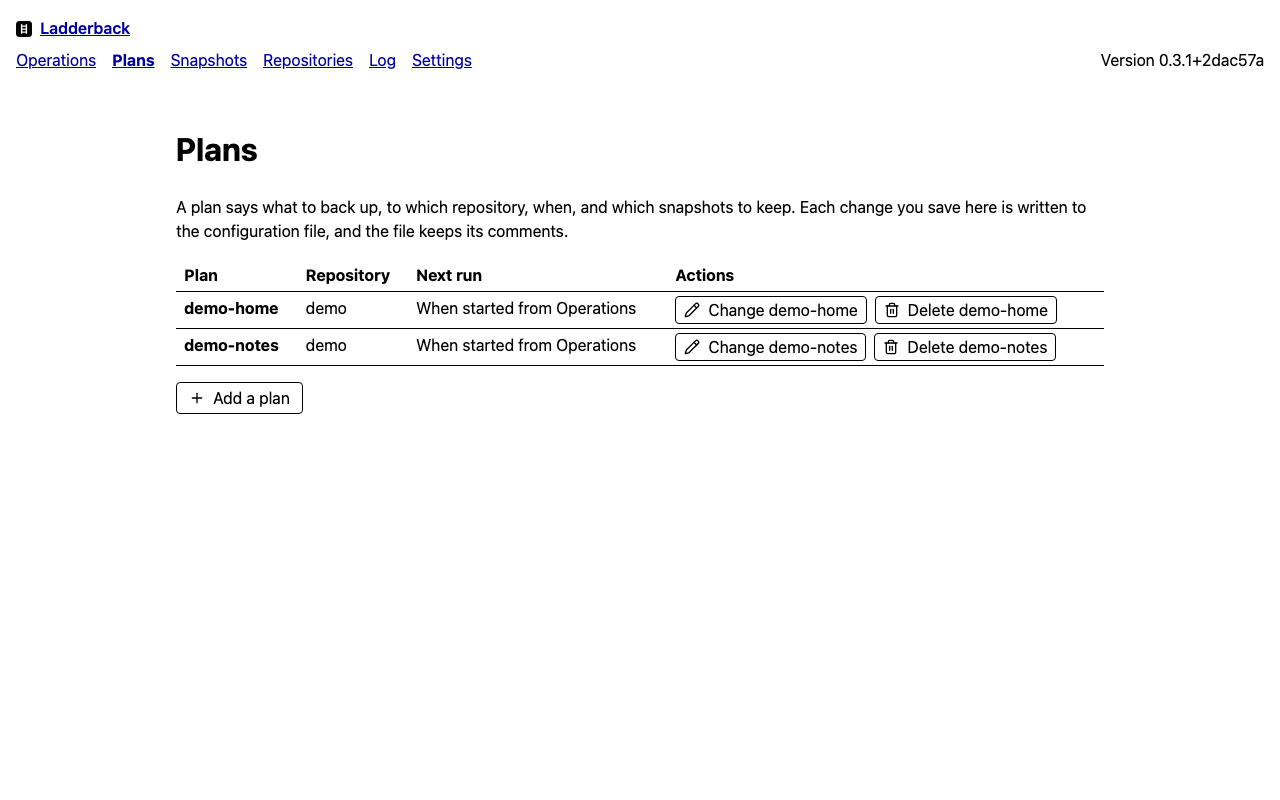 Ladderback
Operations Plans Snapshots Repositories Log Settings Version 0.3.1+2dac57a
Plans
A plan says what to back up, to which repository, when, and which snapshots to keep. Each change you save here is written to
the configuration file, and the file keeps its comments.
Plan Repository Next run Actions
demo-home demo When started from Operations Change demo-home Delete demo-home
demo-notes demo When started from Operations Change demo-notes Delete demo-notes
Add a plan